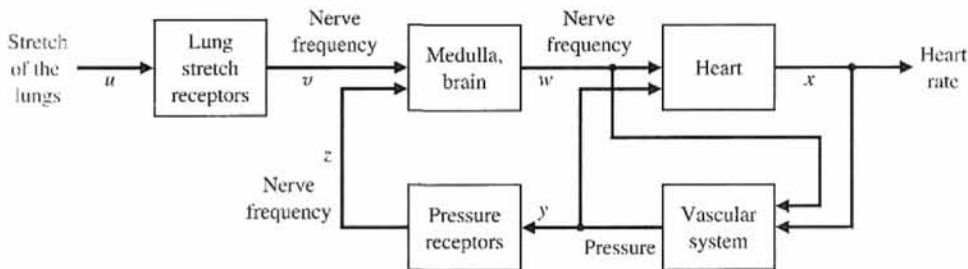 Stretch
of the
lungs
u
Lung
stretch
receptors
Nerve
frequency
v
Medulla,
brain
Nerve
frequency
w
Heart
x
Heart
rate
z
Nerve
frequency
Pressure
receptors
y
Pressure
Vascular
system